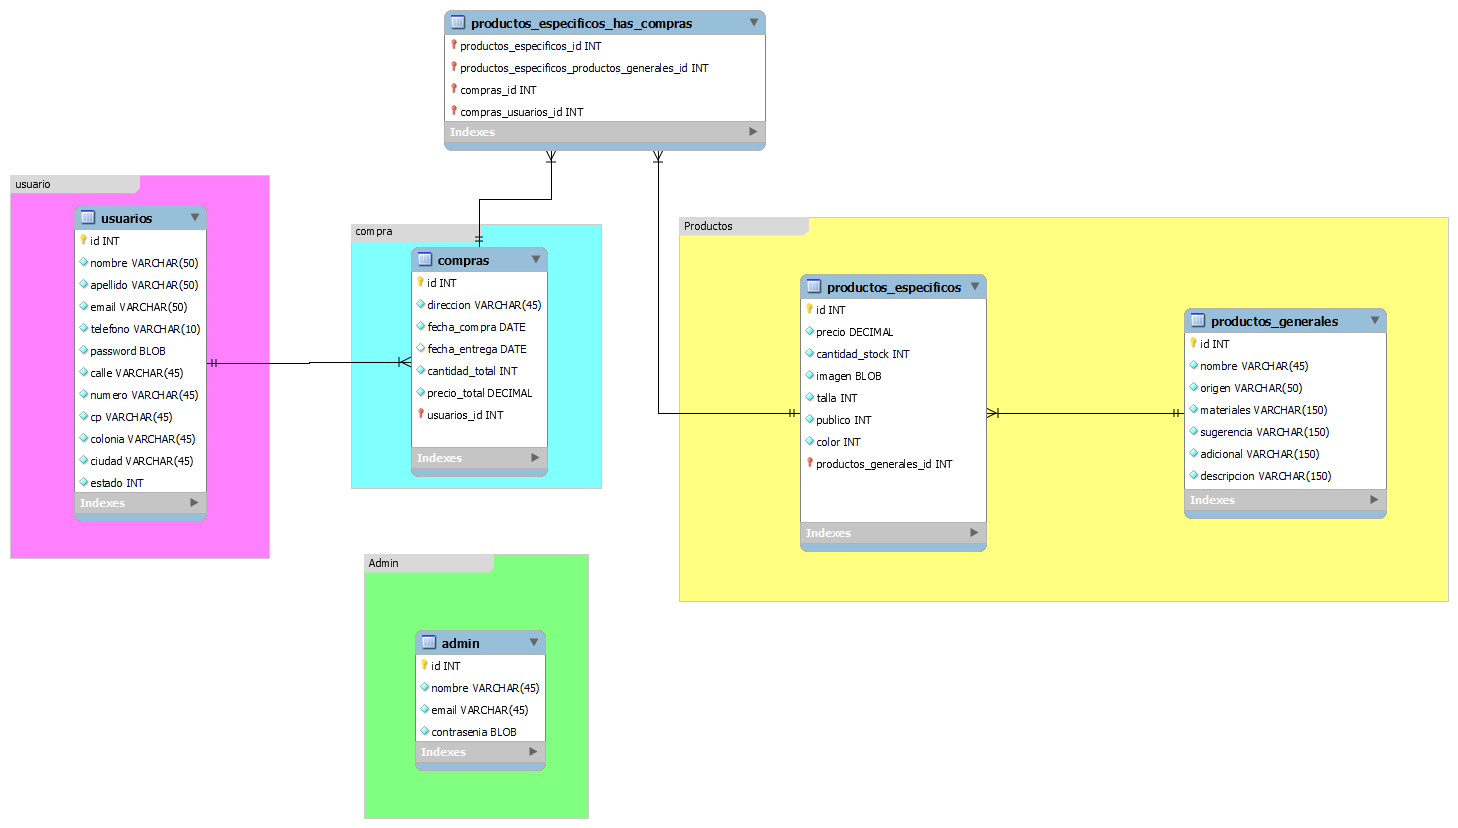 productos_especificos_has_compras
productos_especificos_id INT
productos_especificos_productos_generales_id INT
compras_id INT
compras_usuarios_id INT
Indexes
usuario
usuarios
id INT
nombre VARCHAR(50)
apellido VARCHAR(50)
email VARCHAR(50)
telefono VARCHAR(10)
password BLOB
calle VARCHAR(45)
numero VARCHAR(45)
cp VARCHAR(45)
colonia VARCHAR(45)
ciudad VARCHAR(45)
estado INT
Indexes
compra
compras
id INT
direccion VARCHAR(45)
fecha_compra DATE
fecha_entrega DATE
cantidad_total INT
precio_total DECIMAL
usuarios_id INT
Indexes
Productos
productos_especificos
id INT
precio DECIMAL
cantidad_stock INT
imagen BLOB
talla INT
publico INT
color INT
productos_generales_id INT
Indexes
productos_generales
id INT
nombre VARCHAR(45)
origen VARCHAR(50)
materiales VARCHAR(150)
sugerencia VARCHAR(150)
adicional VARCHAR(150)
descripcion VARCHAR(150)
Indexes
Admin
admin
id INT
nombre VARCHAR(45)
email VARCHAR(45)
contrasenia BLOB
Indexes